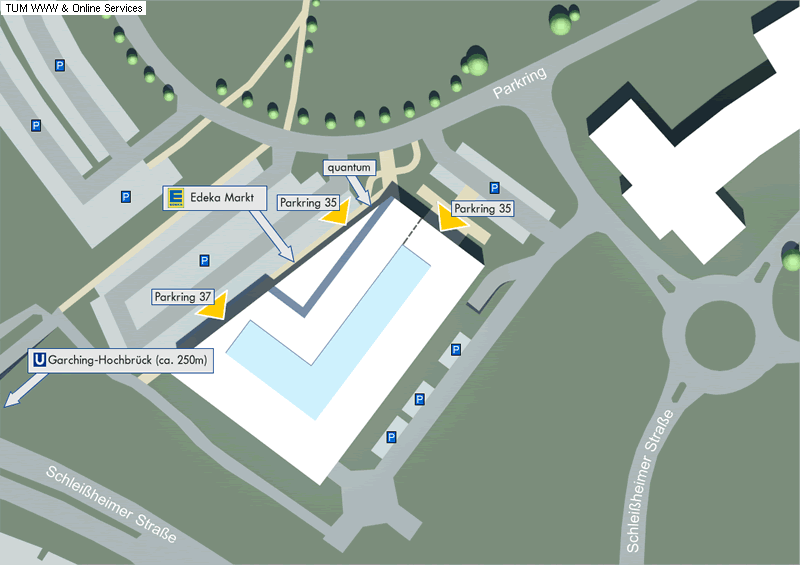 TUM WWW & Online Services
P
Parkring
P
quantum
P
P
E
EDEKA
Edeka Markt
Parkring 35
Parkring 35
P
Parkring 37
U
Garching-Hochbrück (ca. 250m)
P
P
P
Schleißheimer Straße
Schleißheimer Straße